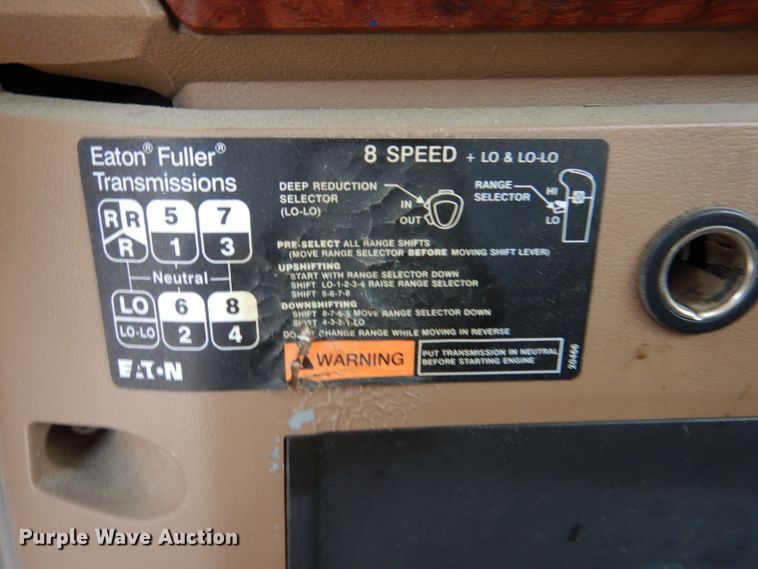 Eaton® Fuller®
Transmissions
8 SPEED + LO & LO-LO
R R 5 7
R 1 3
Neutral
LO 6 8
LO-LO 2 4
EATON
DEEP REDUCTION
SELECTOR
(LO-LO)
IN
OUT
RANGE
SELECTOR
HI
LO
PRE-SELECT ALL RANGE SHIFTS
(MOVE RANGE SELECTOR BEFORE MOVING SHIFT LEVER)
UPSHIFTING
START WITH RANGE SELECTOR DOWN
SHIFT LO-1-2-3-4 RAISE RANGE SELECTOR
SHIFT 5-6-7-8
DOWNSHIFTING
SHIFT 8-7-6-5 MOVE RANGE SELECTOR DOWN
SHIFT 4-3-2-1-LO
DO NOT CHANGE RANGE WHILE MOVING IN REVERSE
WARNING
PUT TRANSMISSION IN NEUTRAL
BEFORE STARTING ENGINE
20460
Purple Wave Auction